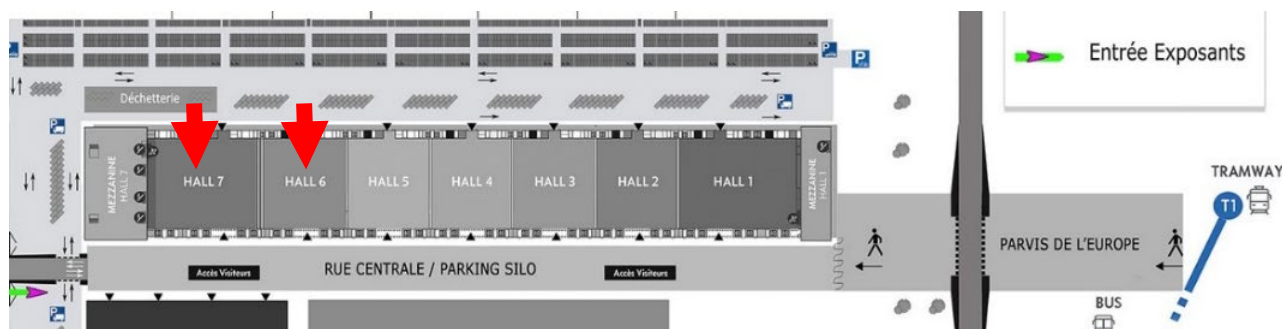 Entrée Exposants
Déchetterie
MEZZANINE
HALL 7
HALL 7
HALL 6
HALL 5
HALL 4
HALL 3
HALL 2
HALL 1
MEZZANINE
HALL 1
TRAMWAY
T1
PARVIS DE L'EUROPE
Accès Visiteurs
RUE CENTRALE / PARKING SILO
Accès Visiteurs
BUS
P
P
P
P
P
P